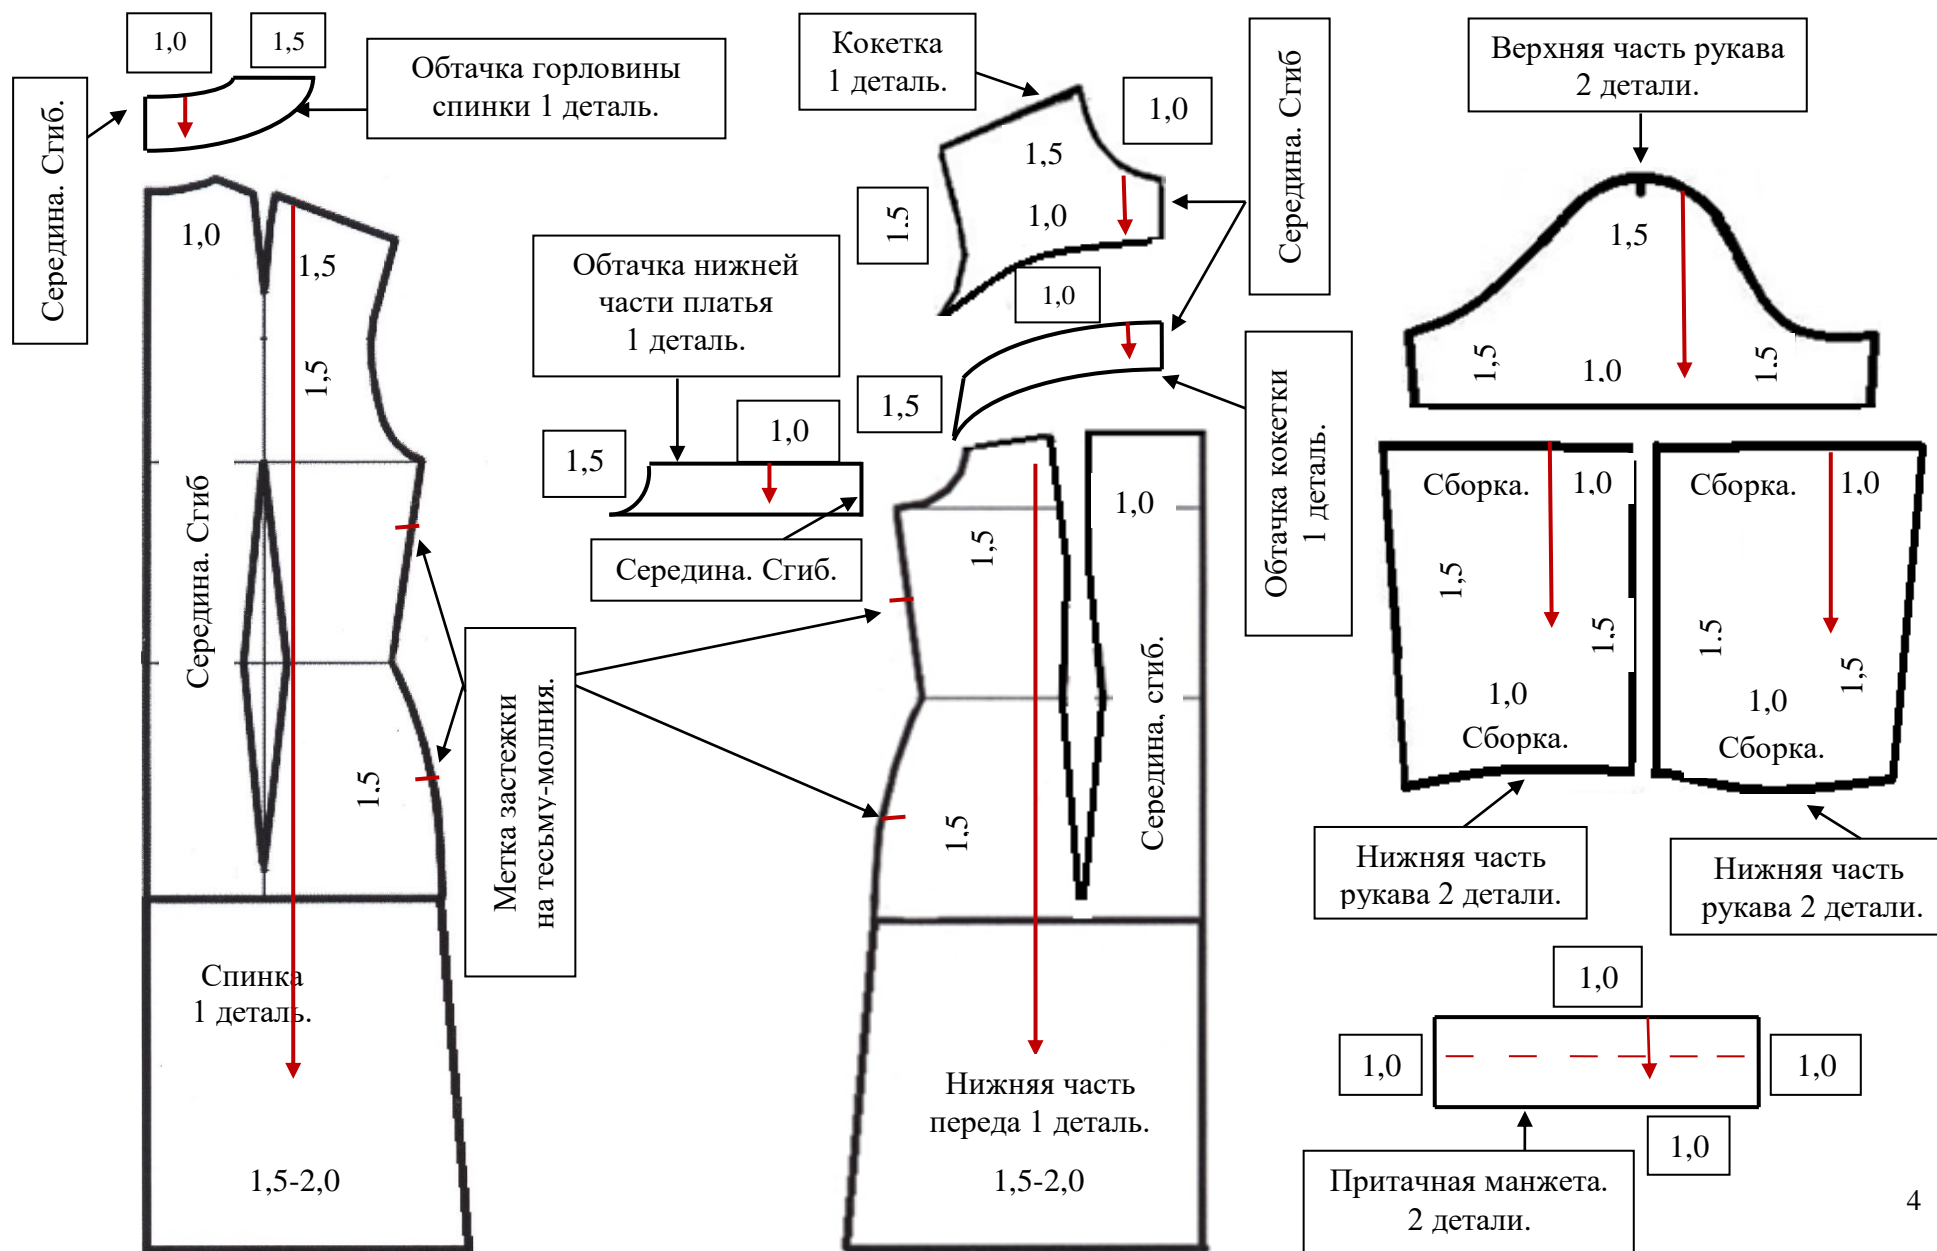 1,0
1,5
Обтачка горловины
спинки 1 деталь.
Середина. Сгиб.
1,0
1,5
1,5
Середина. Сгиб
1.5
Спинка
1 деталь.
1,5-2,0
Метка застежки
на тесьму-молния.
Кокетка
1 деталь.
1,0
1,5
1.5
1,0
Середина. Сгиб
Обтачка нижней
части платья
1 деталь.
1,0
1,5
1,5
1,0
Обтачка кокетки
1 деталь.
Середина. Сгиб.
1,0
1,5
Середина, сгиб.
1.5
Нижняя часть
переда 1 деталь.
1,5-2,0
Верхняя часть рукава
2 детали.
1,5
1,5
1,0
1.5
Сборка.
1,0
1,5
1.5
1,0
Сборка.
Сборка.
1,0
1.5
1,5
1,0
Сборка.
Нижняя часть
рукава 2 детали.
Нижняя часть
рукава 2 детали.
1,0
1,0
1,0
1,0
Притачная манжета.
2 детали.
4